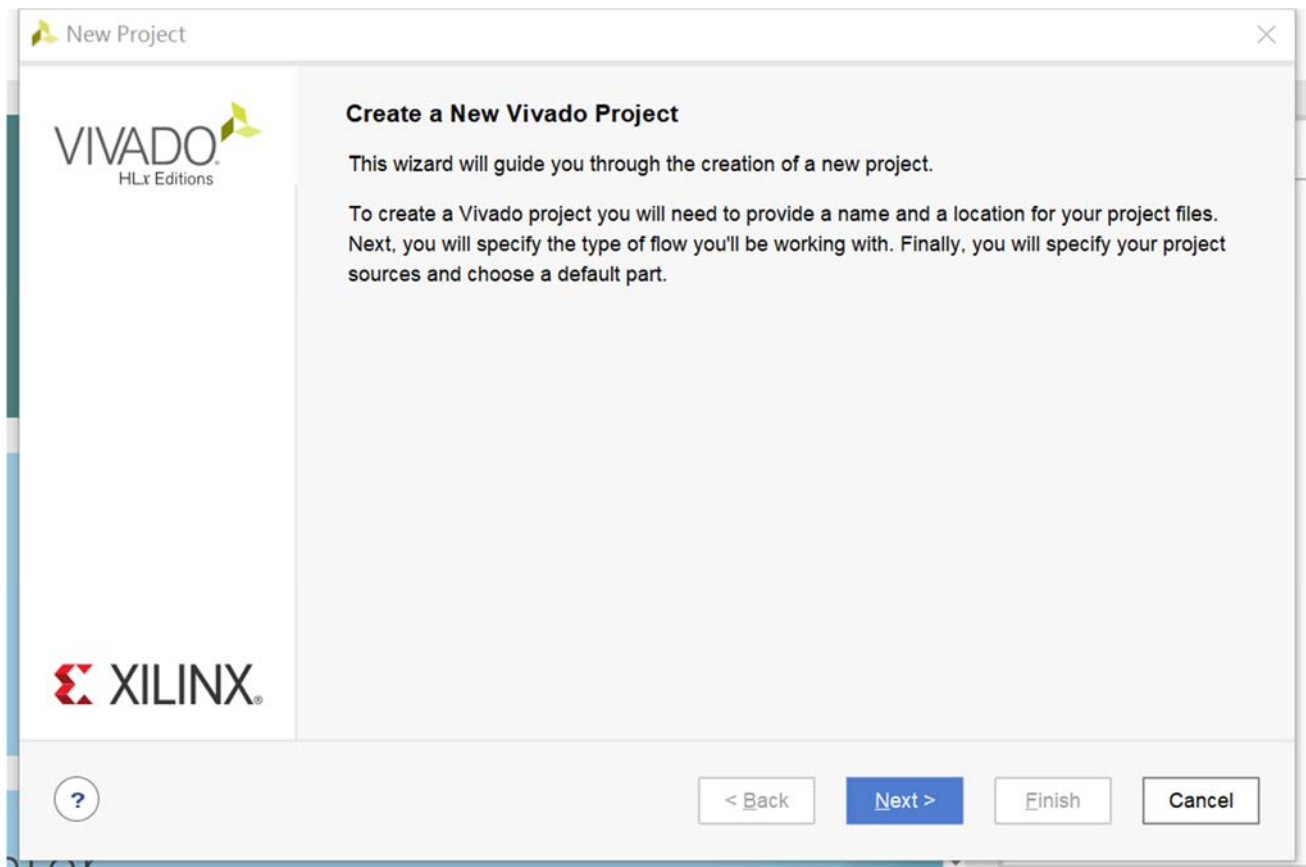 New Project
VIVADO.
HLx Editions
Create a New Vivado Project
This wizard will guide you through the creation of a new project.
To create a Vivado project you will need to provide a name and a location for your project files.
Next, you will specify the type of flow you'll be working with. Finally, you will specify your project
sources and choose a default part.
XILINX®
?
< Back
Next >
Finish
Cancel